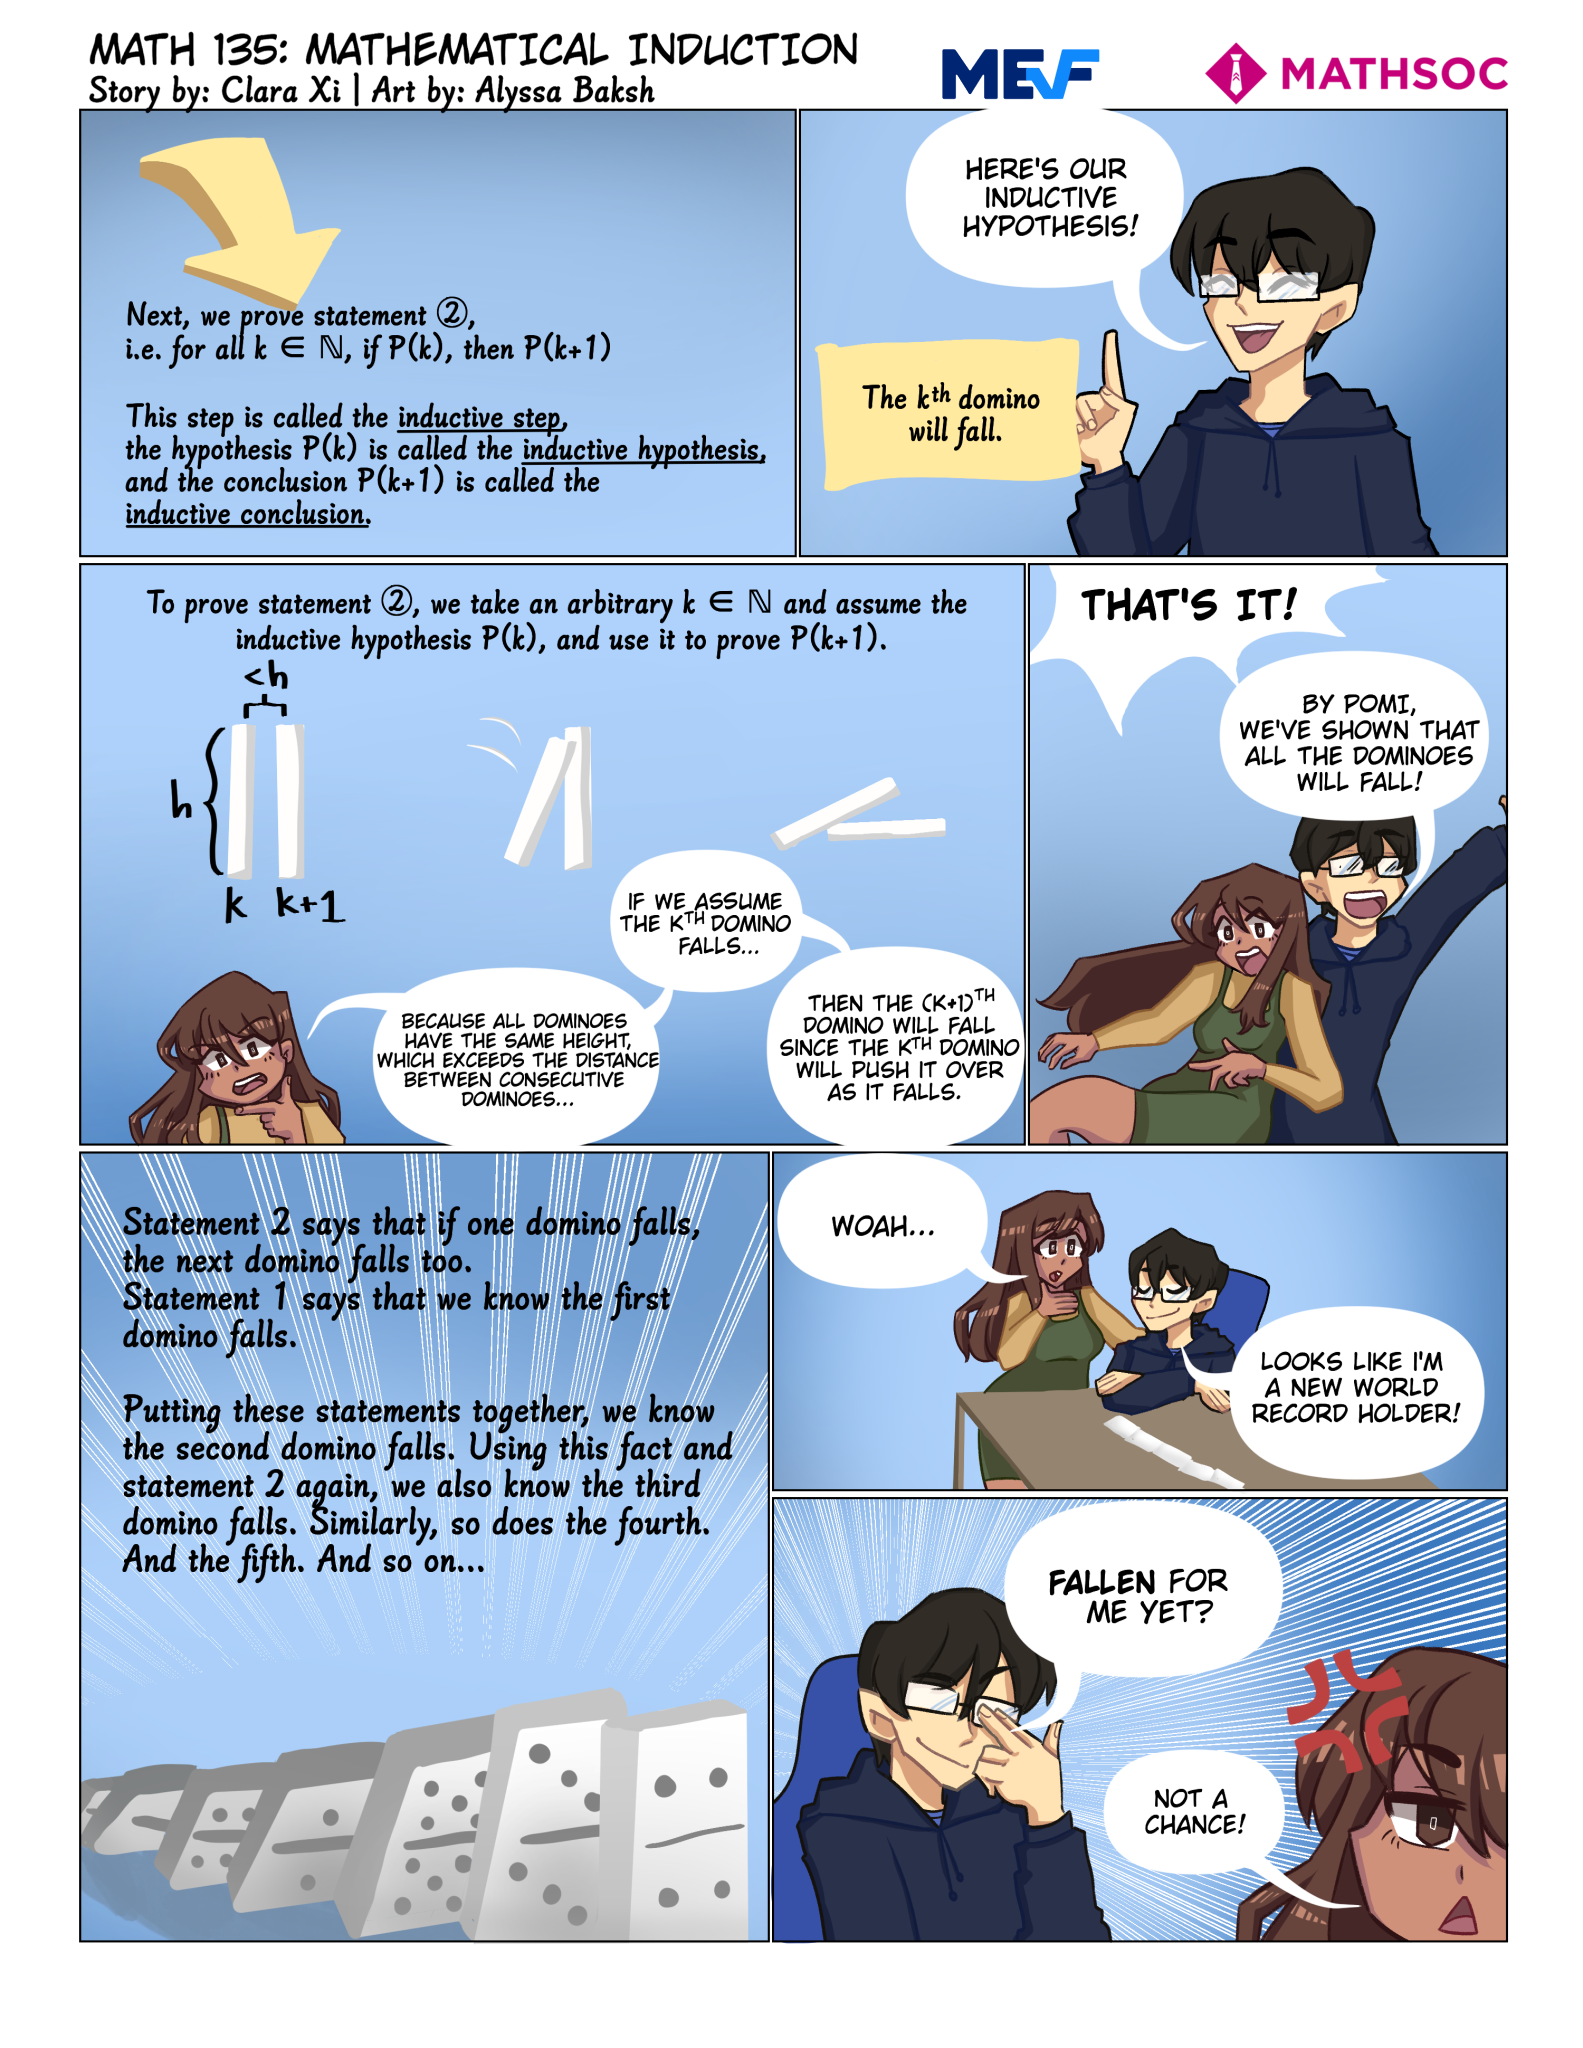 MATH 135: MATHEMATICAL INDUCTION
Story by: Clara Xi | Art by: Alyssa Baksh
MEF
MATHSOC
Next, we prove statement ②,
i.e. for all k ∈ ℕ, if P(k), then P(k+1)
This step is called the inductive step,
the hypothesis P(k) is called the inductive hypothesis,
and the conclusion P(k+1) is called the
inductive conclusion.
HERE'S OUR
INDUCTIVE
HYPOTHESIS!
The kth domino
will fall.
To prove statement ②, we take an arbitrary k ∈ ℕ and assume the
inductive hypothesis P(k), and use it to prove P(k+1).
<h
h
k k+1
BECAUSE ALL DOMINOES
HAVE THE SAME HEIGHT,
WHICH EXCEEDS THE DISTANCE
BETWEEN CONSECUTIVE
DOMINOES...
IF WE ASSUME
THE KTH DOMINO
FALLS...
THEN THE (K+1)TH
DOMINO WILL FALL
SINCE THE KTH DOMINO
WILL PUSH IT OVER
AS IT FALLS.
THAT'S IT!
BY POMI,
WE'VE SHOWN THAT
ALL THE DOMINOES
WILL FALL!
Statement 2 says that if one domino falls,
the next domino falls too.
Statement 1 says that we know the first
domino falls.
Putting these statements together, we know
the second domino falls. Using this fact and
statement 2 again, we also know the third
domino falls. Similarly, so does the fourth.
And the fifth. And so on...
WOAH...
LOOKS LIKE I'M
A NEW WORLD
RECORD HOLDER!
FALLEN FOR
ME YET?
NOT A
CHANCE!